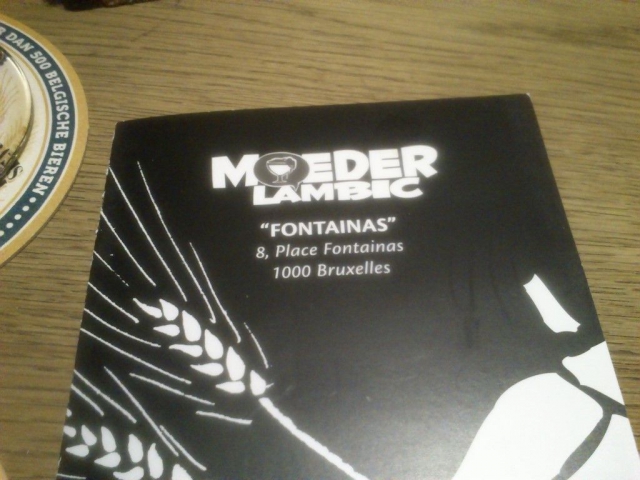 DAN 500 BELGISCHE BIEREN
MOEDER
LAMBIC
“FONTAINAS”
8, Place Fontainas
1000 Bruxelles